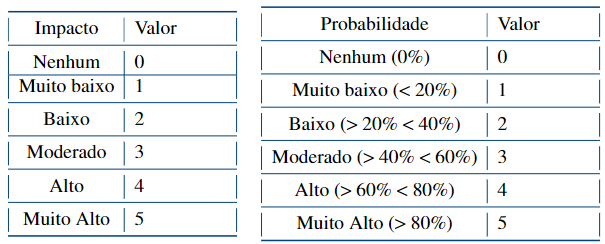 Impacto Valor
Nenhum 0
Muito baixo 1
Baixo 2
Moderado 3
Alto 4
Muito Alto 5
Probabilidade Valor
Nenhum (0%) 0
Muito baixo (< 20%) 1
Baixo (> 20% < 40%) 2
Moderado (> 40% < 60%) 3
Alto (> 60% < 80%) 4
Muito Alto (> 80%) 5